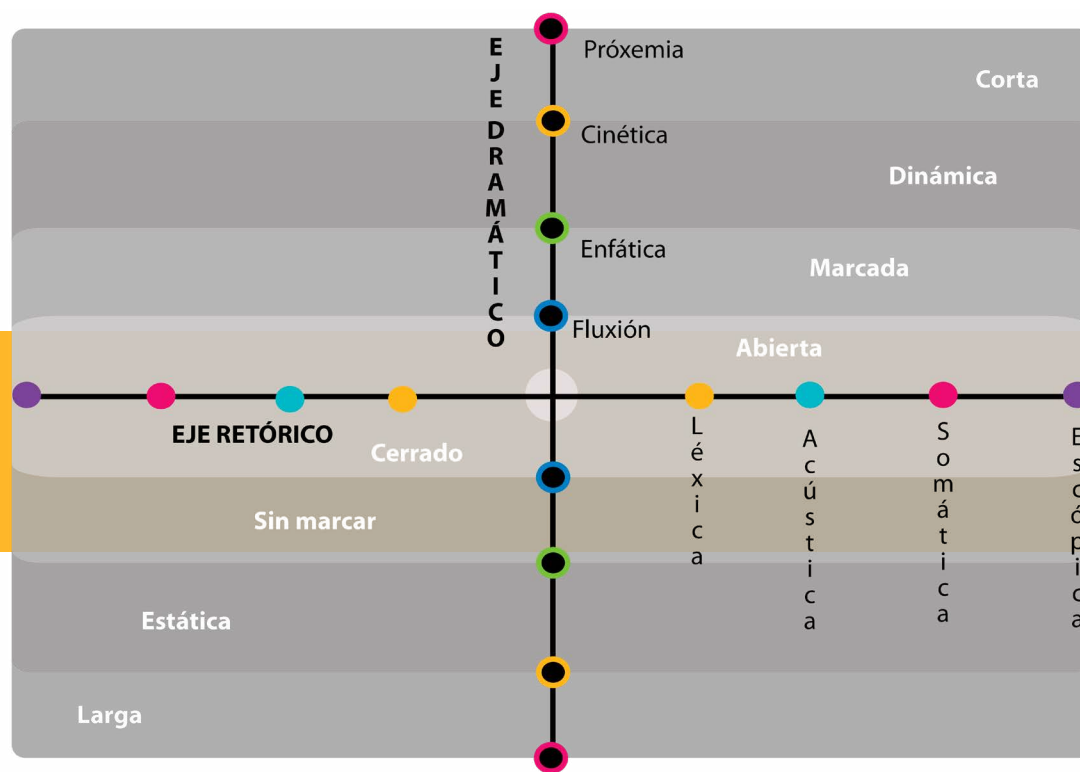 EJE DRAMÁTICO
Próxemia
Corta
Cinética
Dinámica
Enfática
Marcada
Fluxión
Abierta
EJE RETÓRICO
Cerrado
Léxica
Acústica
Somática
Escópica
Sin marcar
Estática
Larga